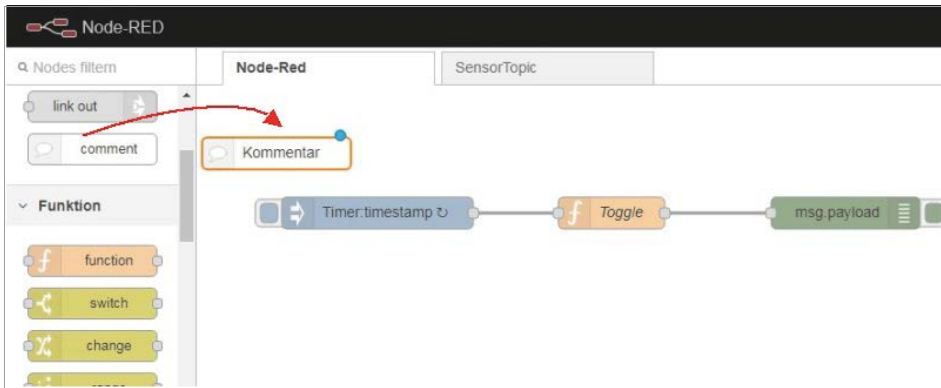 Node-RED
Nodes filtern
Node-Red
SensorTopic
link out
comment
Kommentar
Funktion
Timer:timestamp ↻
Toggle
msg.payload
function
switch
change